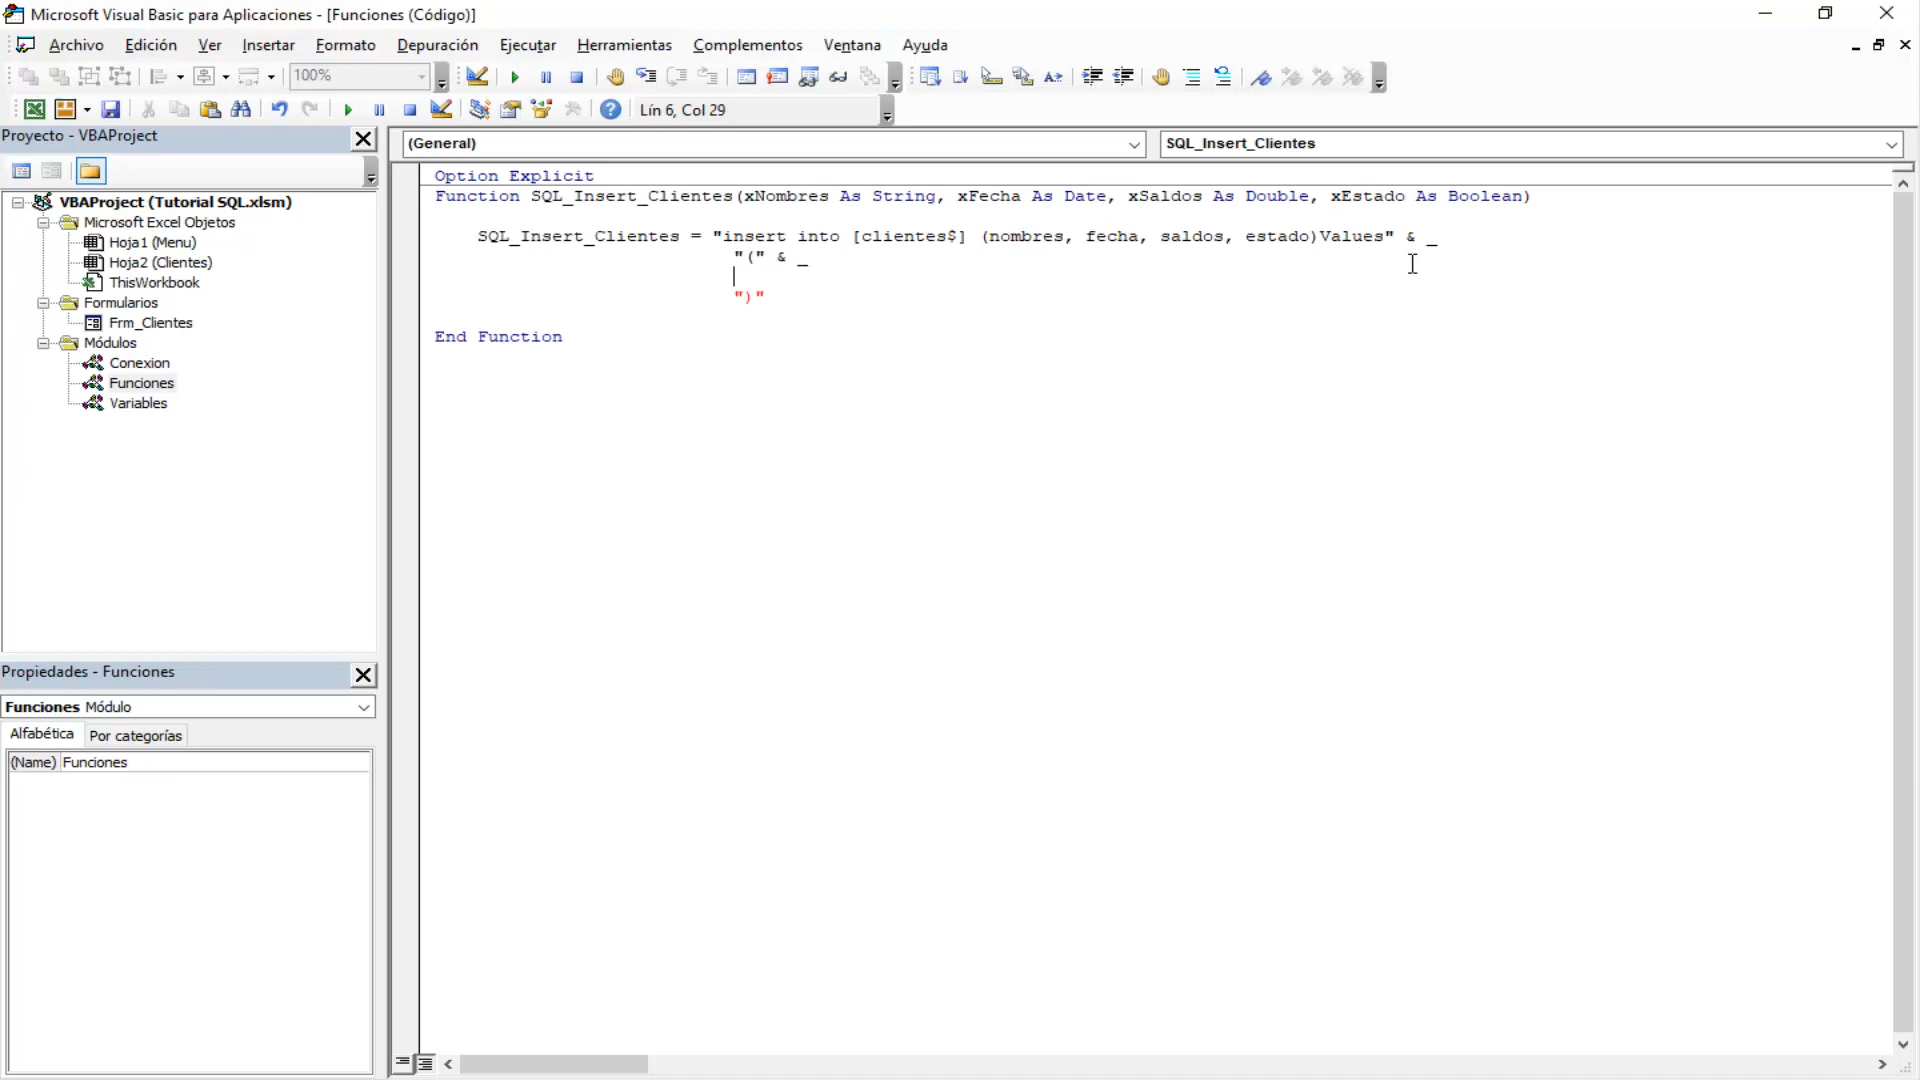 Microsoft Visual Basic para Aplicaciones - [Funciones (Código)]
Archivo Edición Ver Insertar Formato Depuración Ejecutar Herramientas Complementos Ventana Ayuda
100%
Lín 6, Col 29
Proyecto - VBAProject
(General)
SQL_Insert_Clientes
VBAProject (Tutorial SQL.xlsm)
Microsoft Excel Objetos
Hoja1 (Menu)
Hoja2 (Clientes)
ThisWorkbook
Formularios
Frm_Clientes
Módulos
Conexion
Funciones
Variables
Option Explicit
Function SQL_Insert_Clientes(xNombres As String, xFecha As Date, xSaldos As Double, xEstado As Boolean)
SQL_Insert_Clientes = "insert into [clientes$] (nombres, fecha, saldos, estado)Values" & _
"(" & _
")"
End Function
Propiedades - Funciones
Funciones Módulo
Alfabética Por categorías
(Name) Funciones